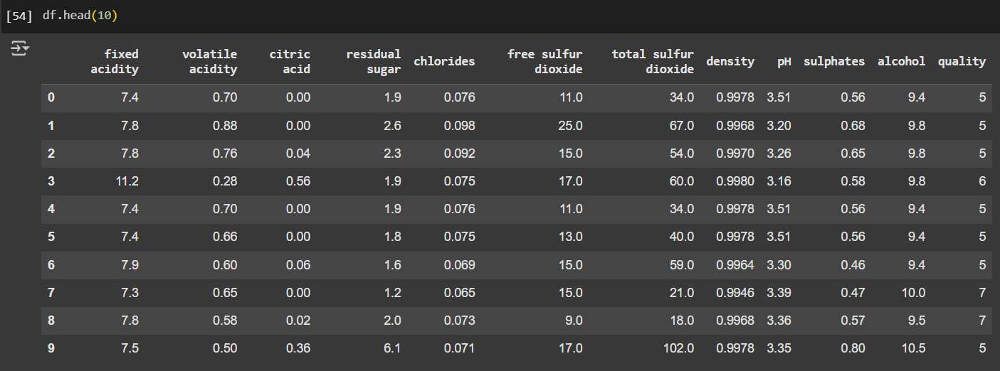 [54] df.head(10)
fixed acidity volatile acidity citric acid residual sugar chlorides free sulfur dioxide total sulfur dioxide density pH sulphates alcohol quality
0 7.4 0.70 0.00 1.9 0.076 11.0 34.0 0.9978 3.51 0.56 9.4 5
1 7.8 0.88 0.00 2.6 0.098 25.0 67.0 0.9968 3.20 0.68 9.8 5
2 7.8 0.76 0.04 2.3 0.092 15.0 54.0 0.9970 3.26 0.65 9.8 5
3 11.2 0.28 0.56 1.9 0.075 17.0 60.0 0.9980 3.16 0.58 9.8 6
4 7.4 0.70 0.00 1.9 0.076 11.0 34.0 0.9978 3.51 0.56 9.4 5
5 7.4 0.66 0.00 1.8 0.075 13.0 40.0 0.9978 3.51 0.56 9.4 5
6 7.9 0.60 0.06 1.6 0.069 15.0 59.0 0.9964 3.30 0.46 9.4 5
7 7.3 0.65 0.00 1.2 0.065 15.0 21.0 0.9946 3.39 0.47 10.0 7
8 7.8 0.58 0.02 2.0 0.073 9.0 18.0 0.9968 3.36 0.57 9.5 7
9 7.5 0.50 0.36 6.1 0.071 17.0 102.0 0.9978 3.35 0.80 10.5 5